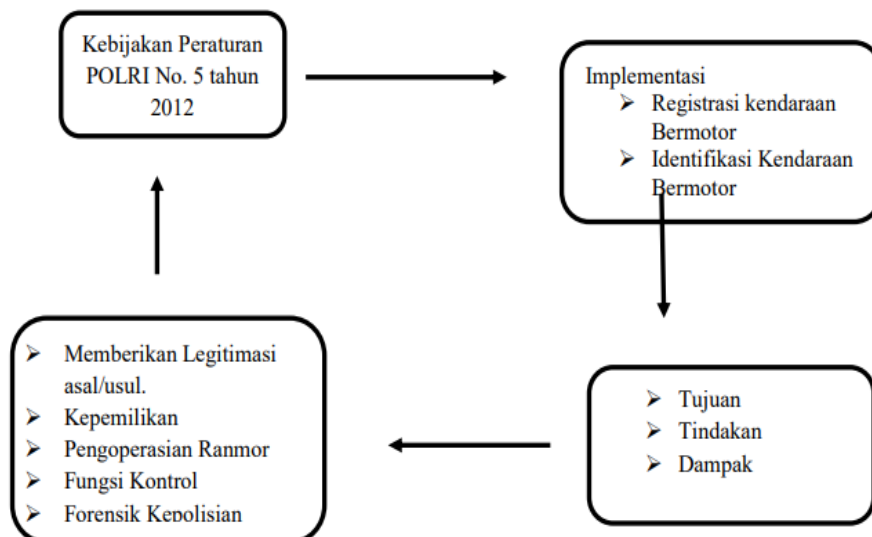 Kebijakan Peraturan
POLRI No. 5 tahun
2012
Implementasi
➢ Registrasi kendaraan
Bermotor
➢ Identifikasi Kendaraan
Bermotor
➢ Memberikan Legitimasi
asal/usul.
➢ Kepemilikan
➢ Pengoperasian Ranmor
➢ Fungsi Kontrol
➢ Forensik Kepolisian
➢ Tujuan
➢ Tindakan
➢ Dampak